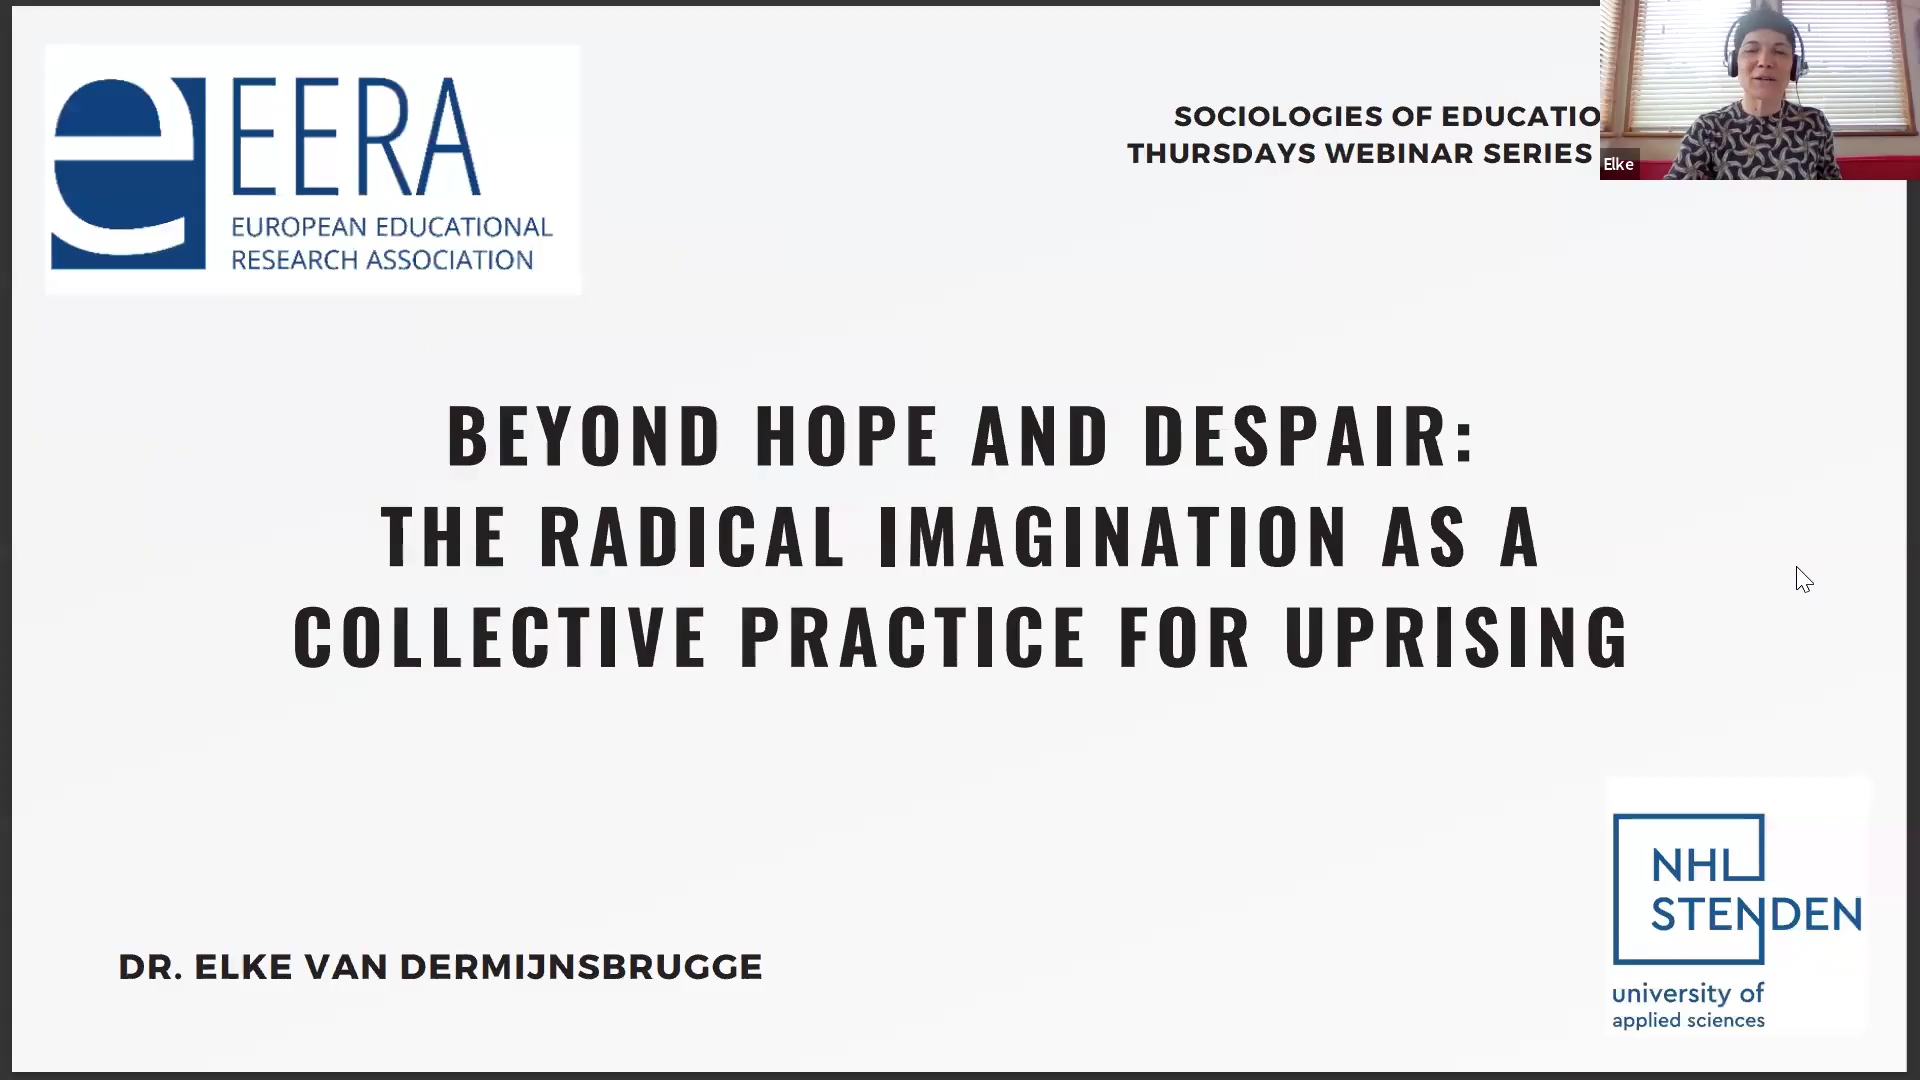 EERA
EUROPEAN EDUCATIONAL
RESEARCH ASSOCIATION
SOCIOLOGIES OF EDUCATIO
THURSDAYS WEBINAR SERIES
Elke
BEYOND HOPE AND DESPAIR:
THE RADICAL IMAGINATION AS A
COLLECTIVE PRACTICE FOR UPRISING
DR. ELKE VAN DERMIJNSBRUGGE
NHL
STENDEN
university of
applied sciences